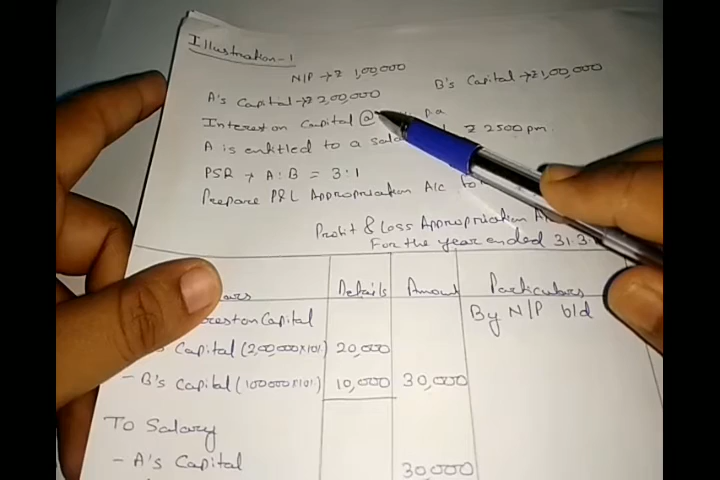 Illustration-1
N/P → ₹ 1,00,000
A's Capital → ₹ 2,00,000 B's Capital → ₹ 1,00,000
Interest on Capital @ p.a
A is entitled to a ₹ 2500 pm.
PSR → A:B = 3:1
Prepare P&L Appropriation A/c
Profit & Loss Appropriation
For the year ended 31.3.
Details Amount Particulars
Capital By N/P b/d
Capital (2,00,000×10%) 20,000
- B's Capital (100000×10%) 10,000 30,000
To Salary
- A's Capital 30,000